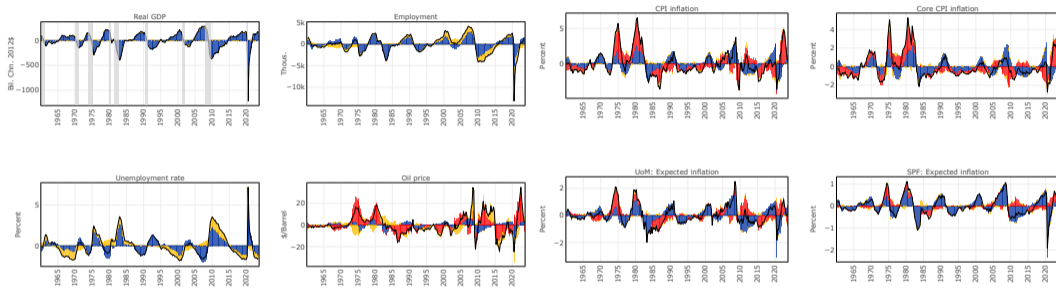 Real GDP
Bil. Chn. 2012$
0
−500
−1000
1965 1970 1975 1980 1985 1990 1995 2000 2005 2010 2015 2020
Employment
Thous.
5k
0
−5k
−10k
1965 1970 1975 1980 1985 1990 1995 2000 2005 2010 2015 2020
CPI inflation
Percent
5
0
1965 1970 1975 1980 1985 1990 1995 2000 2005 2010 2015 2020
Core CPI inflation
Percent
4
2
0
−2
1965 1970 1975 1980 1985 1990 1995 2000 2005 2010 2015 2020
Unemployment rate
Percent
5
0
1965 1970 1975 1980 1985 1990 1995 2000 2005 2010 2015 2020
Oil price
$/Barrel
20
0
−20
1965 1970 1975 1980 1985 1990 1995 2000 2005 2010 2015 2020
UoM: Expected inflation
Percent
2
0
−2
1965 1970 1975 1980 1985 1990 1995 2000 2005 2010 2015 2020
SPF: Expected inflation
Percent
1
0
−1
−2
1965 1970 1975 1980 1985 1990 1995 2000 2005 2010 2015 2020